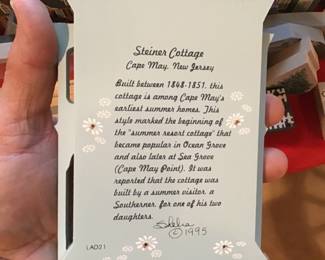 Steiner Cottage
Cape May, New Jersey
Built between 1848-1851, this
cottage is among Cape May's
earliest summer homes. This
style marked the beginning of
the "summer resort cottage" that
became popular in Ocean Grove
and also later at Sea Grove
(Cape May Point). It was
reported that the cottage was
built by a summer visitor, a
Southerner, for one of his two
daughters.
Shelia
©1995
LAD21